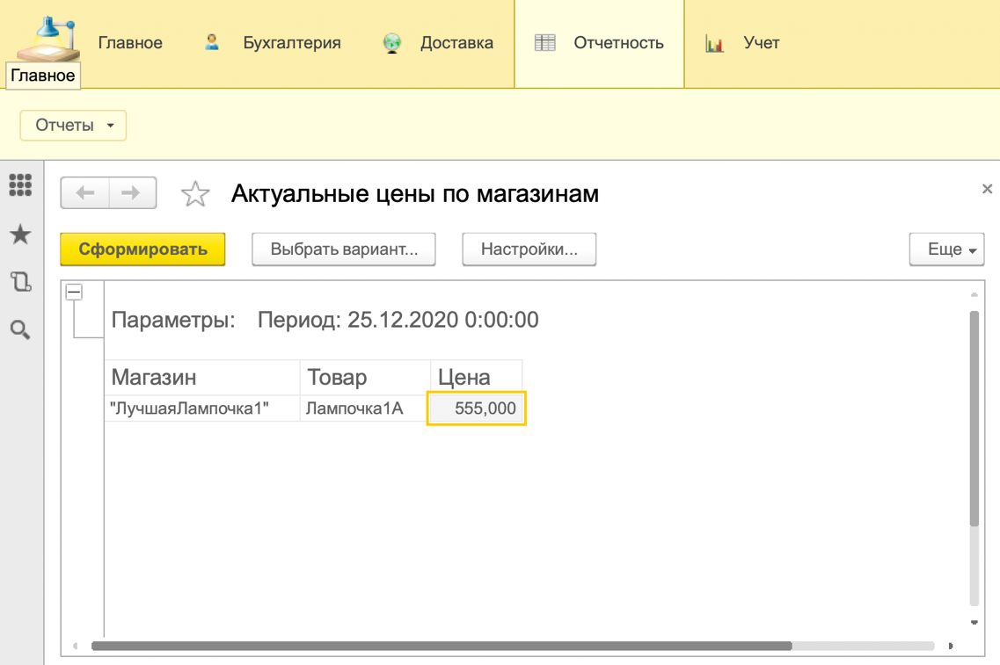 Главное Бухгалтерия Доставка Отчетность Учет
Главное
Отчеты
Актуальные цены по магазинам
Сформировать Выбрать вариант... Настройки... Еще
Параметры: Период: 25.12.2020 0:00:00
Магазин Товар Цена
"ЛучшаяЛампочка1" Лампочка1А 555,000